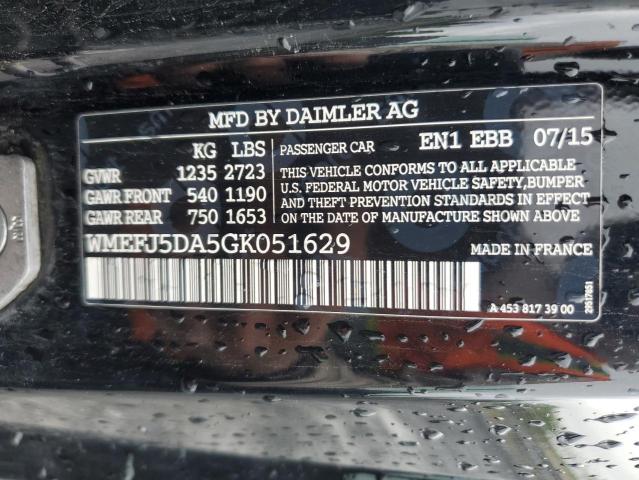 MFD BY DAIMLER AG
KG LBS
GVWR 1235 2723
GAWR FRONT 540 1190
GAWR REAR 750 1653
PASSENGER CAR EN1 EBB 07/15
THIS VEHICLE CONFORMS TO ALL APPLICABLE
U.S. FEDERAL MOTOR VEHICLE SAFETY, BUMPER
AND THEFT PREVENTION STANDARDS IN EFFECT
ON THE DATE OF MANUFACTURE SHOWN ABOVE
WMEFJ5DA5GK051629
MADE IN FRANCE
A 453 817 39 00